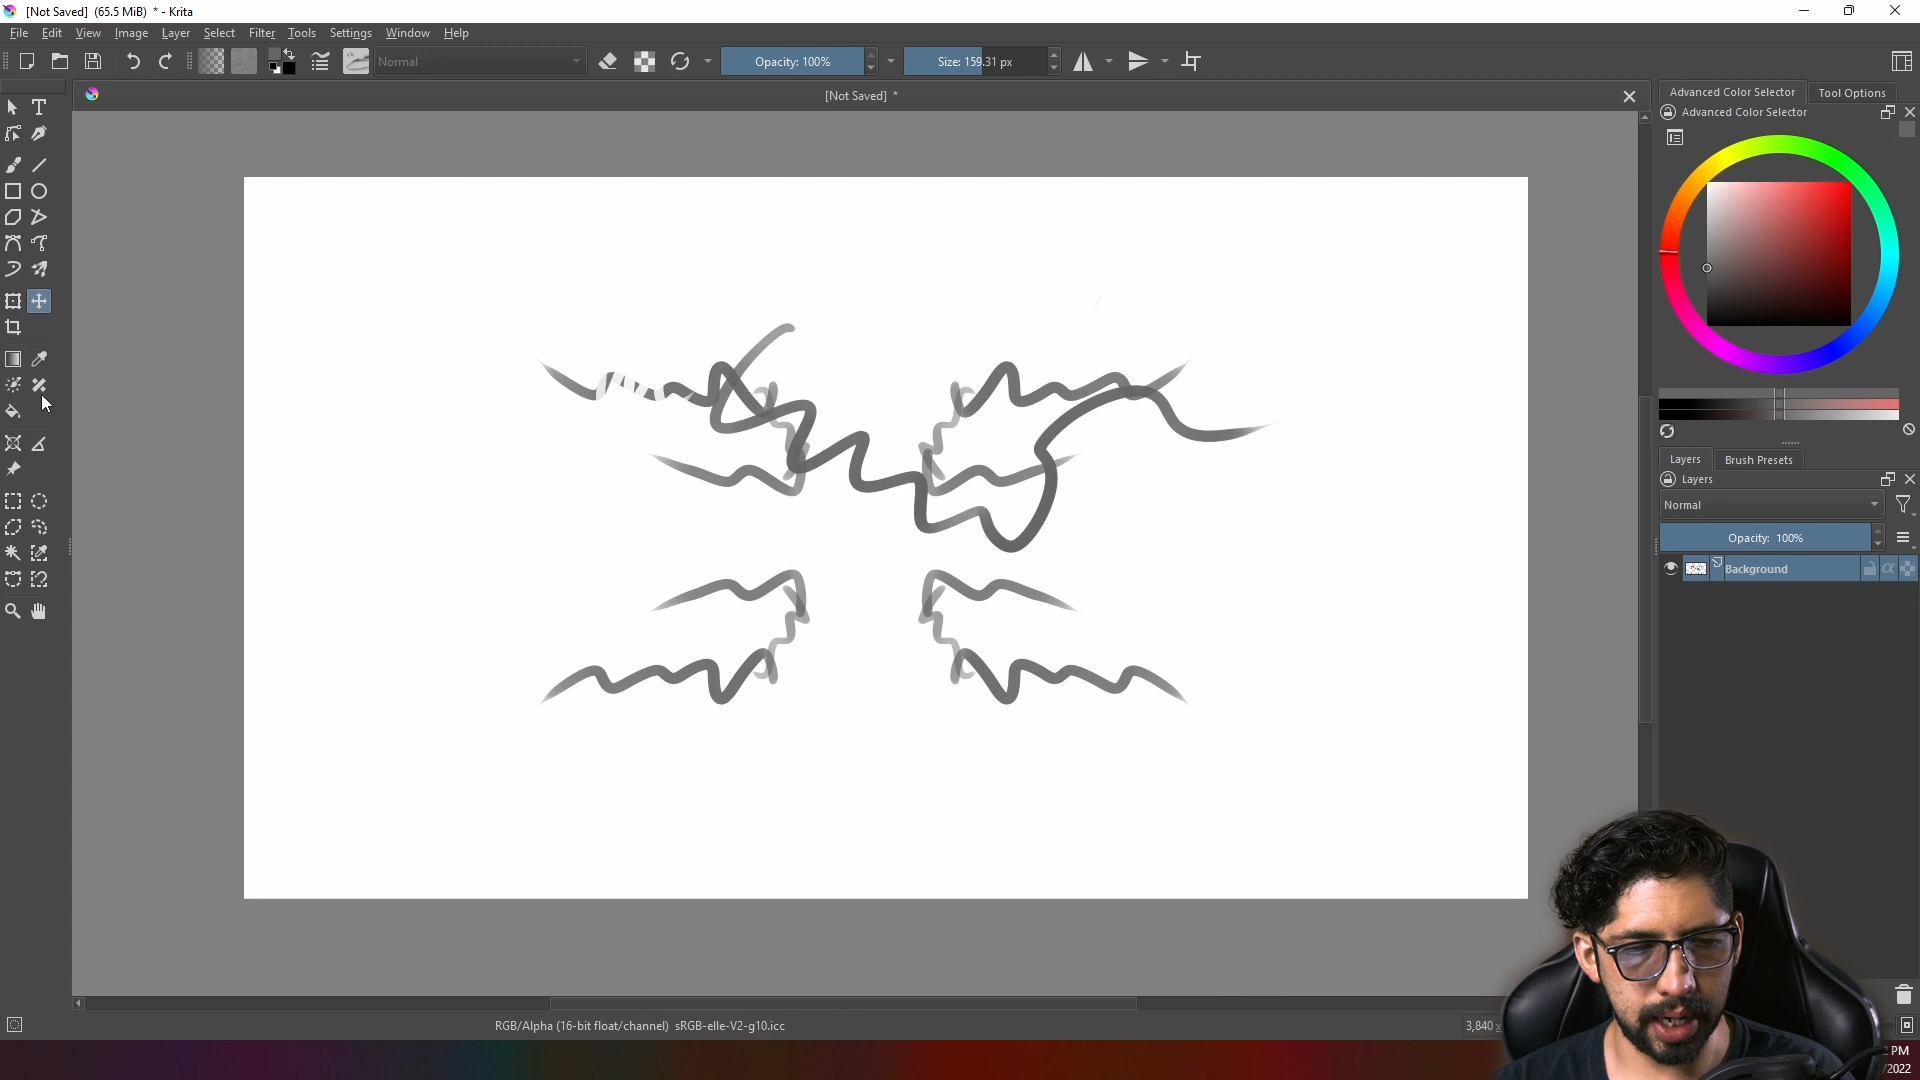 [Not Saved] (65.5 MiB) * - Krita
File Edit View Image Layer Select Filter Tools Settings Window Help
Normal
Opacity: 100%
Size: 159.31 px
[Not Saved] *
Advanced Color Selector
Tool Options
Advanced Color Selector
Layers
Brush Presets
Layers
Normal
Opacity: 100%
Background
RGB/Alpha (16-bit float/channel) sRGB-elle-V2-g10.icc
3,840 x
PM
/2022